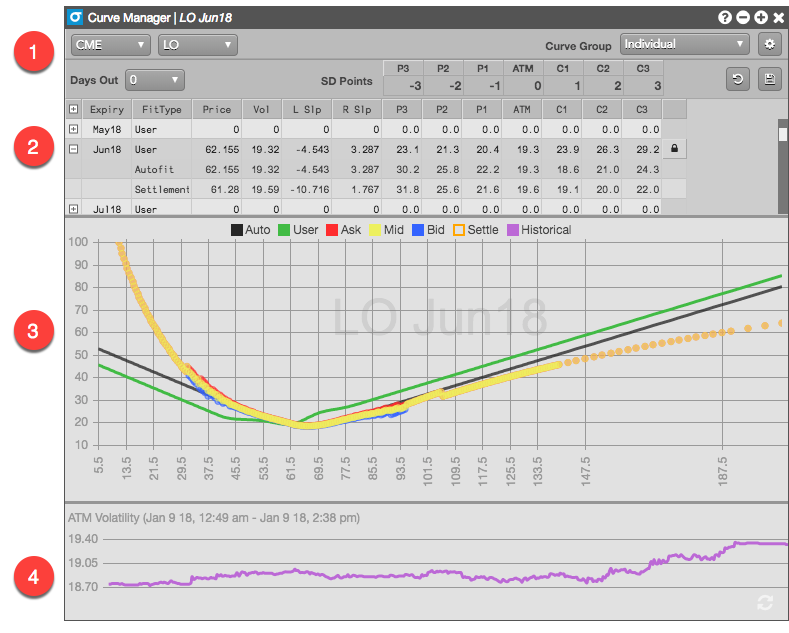 Curve Manager | LO Jun18
1
CME LO Curve Group Individual
Days Out 0 SD Points P3 P2 P1 ATM C1 C2 C3
-3 -2 -1 0 1 2 3
Expiry FitType Price Vol L Slp R Slp P3 P2 P1 ATM C1 C2 C3
May18 User 0 0 0 0 0.0 0.0 0.0 0.0 0.0 0.0 0.0
2
Jun18 User 62.155 19.32 -4.543 3.287 23.1 21.3 20.4 19.3 23.9 26.3 29.2
Autofit 62.155 19.32 -4.543 3.287 30.2 25.8 22.2 19.3 18.6 21.0 24.3
Settlement 61.28 19.59 -10.716 1.767 31.8 25.6 21.6 19.6 19.1 20.0 22.0
Jul18 User 0 0 0 0 0.0 0.0 0.0 0.0 0.0 0.0 0.0
Auto User Ask Mid Bid Settle Historical
LO Jun18
100
90
80
70
3
60
50
40
30
20
10
5.5 13.5 21.5 29.5 37.5 45.5 53.5 61.5 69.5 77.5 85.5 93.5 101.5 109.5 117.5 125.5 133.5 147.5 187.5
ATM Volatility (Jan 9 18, 12:49 am - Jan 9 18, 2:38 pm)
19.40
19.05
4
18.70